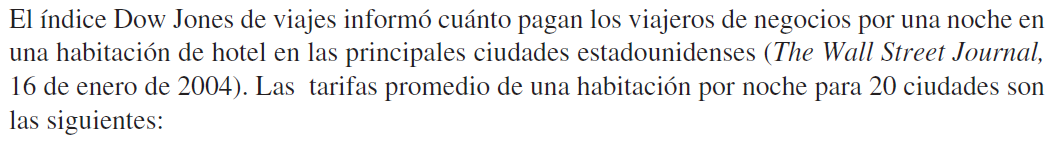 El índice Dow Jones de viajes informó cuánto pagan los viajeros de negocios por una noche en
una habitación de hotel en las principales ciudades estadounidenses (The Wall Street Journal,
16 de enero de 2004). Las tarifas promedio de una habitación por noche para 20 ciudades son
las siguientes: